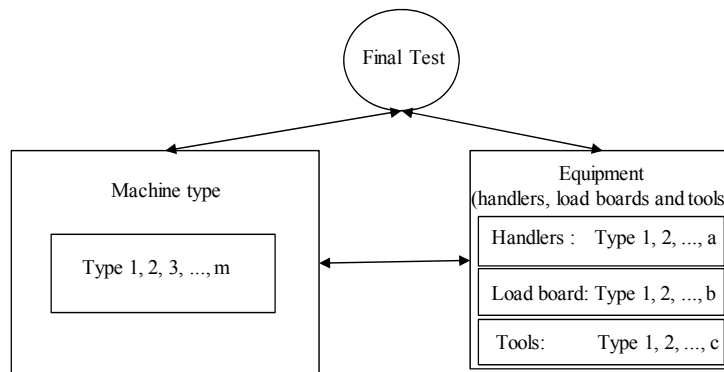 Final Test
Machine type
Type 1, 2, 3, ..., m
Equipment
(handlers, load boards and tools
Handlers : Type 1, 2, ..., a
Load board: Type 1, 2, ..., b
Tools: Type 1, 2, ..., c